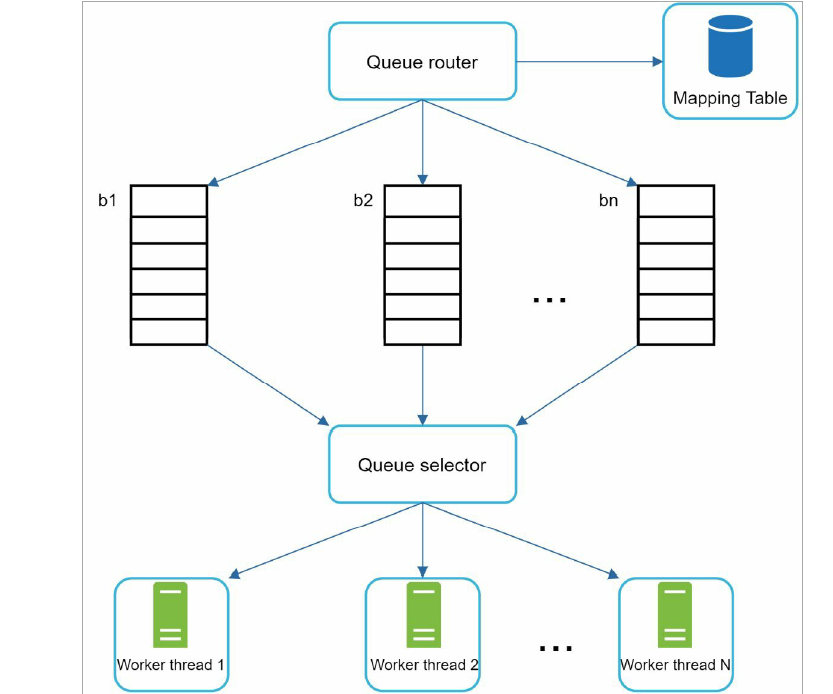 Queue router
Mapping Table
b1
b2
bn
...
Queue selector
Worker thread 1
Worker thread 2
...
Worker thread N